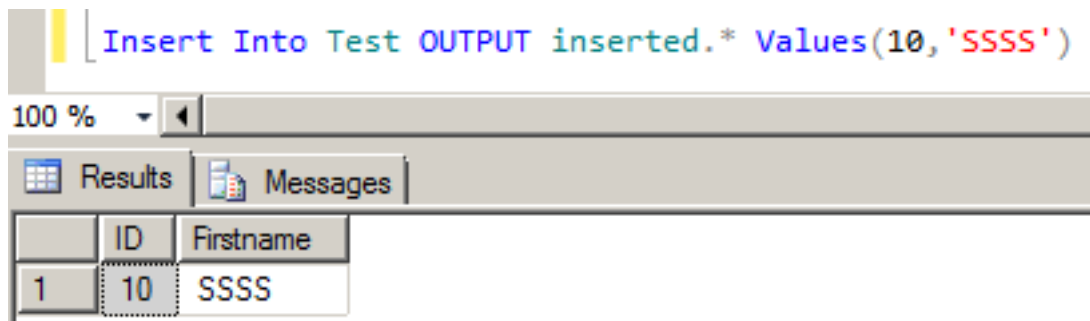 Insert Into Test OUTPUT inserted.* Values(10,'SSSS')
100 %
Results Messages
ID Firstname
1 10 SSSS